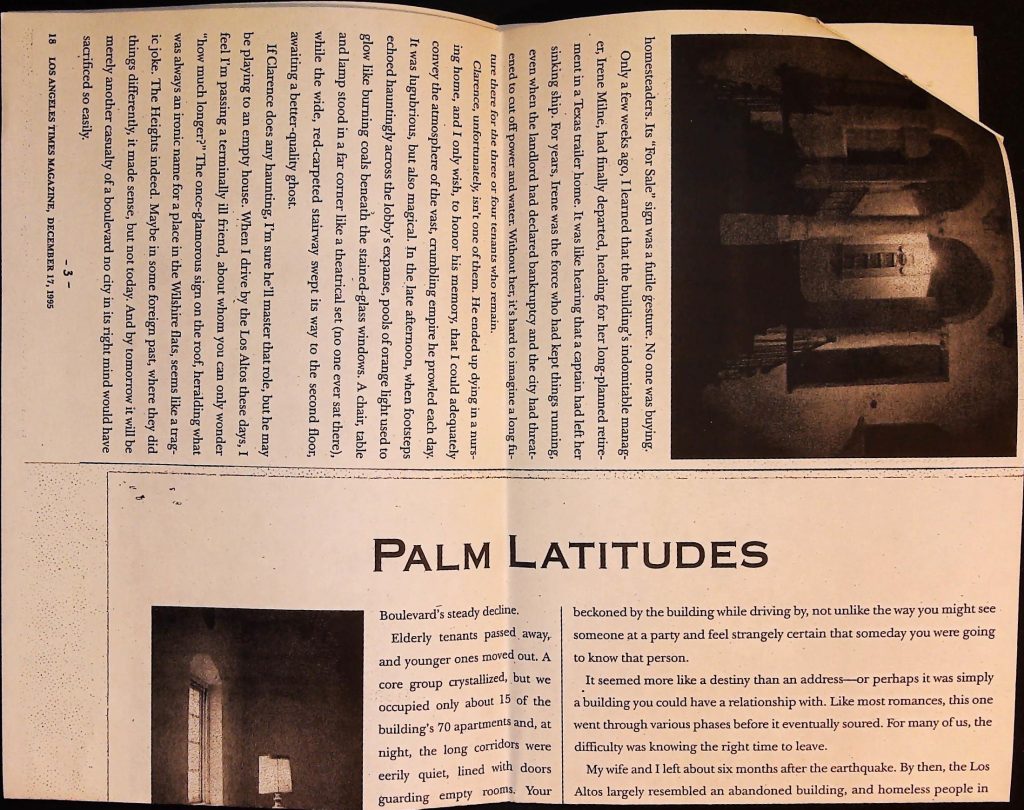 homesteaders. Its “For Sale” sign was a futile gesture. No one was buying.
Only a few weeks ago, I learned that the building’s indomitable manag-
er, Irene Milne, had finally departed, heading for her long-planned retire-
ment in a Texas trailer home. It was like hearing that a captain had left her
sinking ship. For years, Irene was the force who had kept things running,
even when the landlord had declared bankruptcy and the city had threat-
ened to cut off power and water. Without her, it’s hard to imagine a long fu-
ture there for the three or four tenants who remain.
Clarence, unfortunately, isn’t one of them. He ended up dying in a nurs-
ing home, and I only wish, to honor his memory, that I could adequately
convey the atmosphere of the vast, crumbling empire he prowled each day.
It was lugubrious, but also magical. In the late afternoon, when footsteps
echoed hauntingly across the lobby’s expanse, pools of orange light used to
glow like burning coals beneath the stained-glass windows. A chair, table
and lamp stood in a far corner like a theatrical set (no one ever sat there),
while the wide, red-carpeted stairway swept its way to the second floor,
awaiting a better-quality ghost.
If Clarence does any haunting, I’m sure he’ll master that role, but he may
be playing to an empty house. When I drive by the Los Altos these days, I
feel I’m passing a terminally ill friend, about whom you can only wonder
“how much longer?” The once-glamorous sign on the roof, heralding what
was always an ironic name for a place in the Wilshire flats, seems like a trag-
ic joke. The Heights indeed. Maybe in some foreign past, where they did
things differently, it made sense, but not today. And by tomorrow it will be
merely another casualty of a boulevard no city in its right mind would have
sacrificed so easily.
- 3 -
18 LOS ANGELES TIMES MAGAZINE, DECEMBER 17, 1995
PALM LATITUDES
Boulevard’s steady decline.
Elderly tenants passed away,
and younger ones moved out. A
core group crystallized, but we
occupied only about 15 of the
building’s 70 apartments and, at
night, the long corridors were
eerily quiet, lined with doors
guarding empty rooms. Your
beckoned by the building while driving by, not unlike the way you might see
someone at a party and feel strangely certain that someday you were going
to know that person.
It seemed more like a destiny than an address—or perhaps it was simply
a building you could have a relationship with. Like most romances, this one
went through various phases before it eventually soured. For many of us, the
difficulty was knowing the right time to leave.
My wife and I left about six months after the earthquake. By then, the Los
Altos largely resembled an abandoned building, and homeless people in